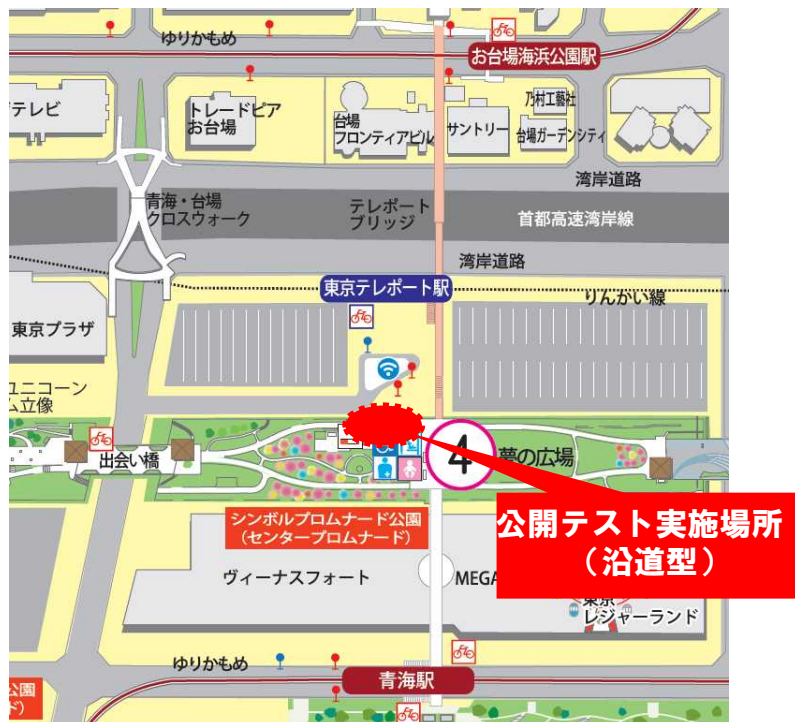 ゆりかもめ
お台場海浜公園駅
テレビ
トレードピア
お台場
台場
フロンティアビル
サントリー
乃村工藝社
台場ガーデンシティ
湾岸道路
青海・台場
クロスウォーク
テレポート
ブリッジ
首都高速湾岸線
湾岸道路
東京テレポート駅
りんかい線
東京プラザ
ユニコーン
ム立像
出会い橋
4
夢の広場
シンボルプロムナード公園
(センタープロムナード)
公開テスト実施場所
(沿道型)
ヴィーナスフォート
MEGA
東京
レジャーランド
ゆりかもめ
青海駅
公園
ド)